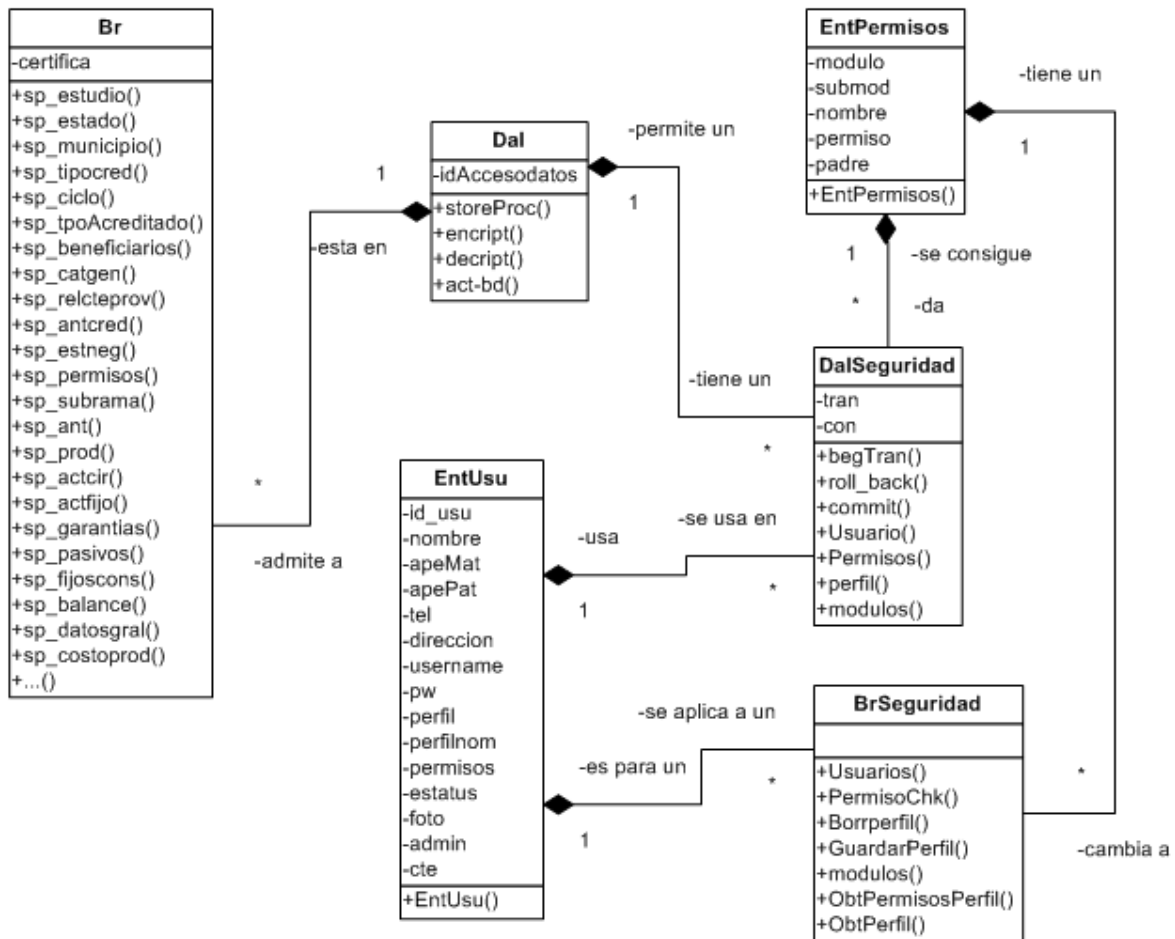 Br
-certifica
+sp_estudio()
+sp_estado()
+sp_municipio()
+sp_tipocred()
+sp_ciclo()
+sp_tpoAcreditado()
+sp_beneficiarios()
+sp_catgen()
+sp_relcteprov()
+sp_antcred()
+sp_estneg()
+sp_permisos()
+sp_subrama()
+sp_ant()
+sp_prod()
+sp_actcir()
+sp_actfijo()
+sp_garantias()
+sp_pasivos()
+sp_fijoscons()
+sp_balance()
+sp_datosgral()
+sp_costoprod()
+...()
1
-esta en
*
-admite a
Dal
-idAccesodatos
+storeProc()
+encript()
+decript()
+act-bd()
-permite un
1
-tiene un
*
EntPermisos
-modulo
-submod
-nombre
-permiso
-padre
+EntPermisos()
-tiene un
1
1
-se consigue
*
-da
DalSeguridad
-tran
-con
+begTran()
+roll_back()
+commit()
+Usuario()
+Permisos()
+perfil()
+modulos()
EntUsu
-id_usu
-nombre
-apeMat
-apePat
-tel
-direccion
-username
-pw
-perfil
-perfilnom
-permisos
-estatus
-foto
-admin
-cte
+EntUsu()
-usa
1
-se usa en
*
-se aplica a un
-es para un
*
1
BrSeguridad
+Usuarios()
+PermisoChk()
+Borrperfil()
+GuardarPerfil()
+modulos()
+ObtPermisosPerfil()
+ObtPerfil()
*
-cambia a